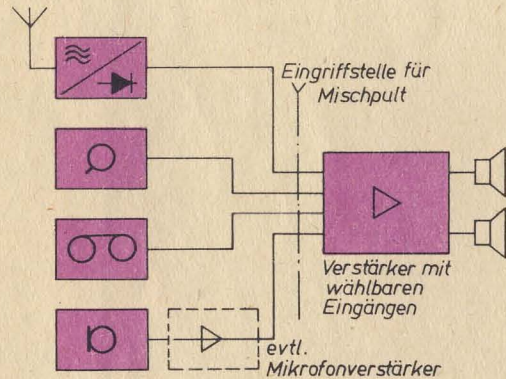 Eingriffstelle für
Mischpult
Verstärker mit
wählbaren
Eingängen
evtl.
Mikrofonverstärker